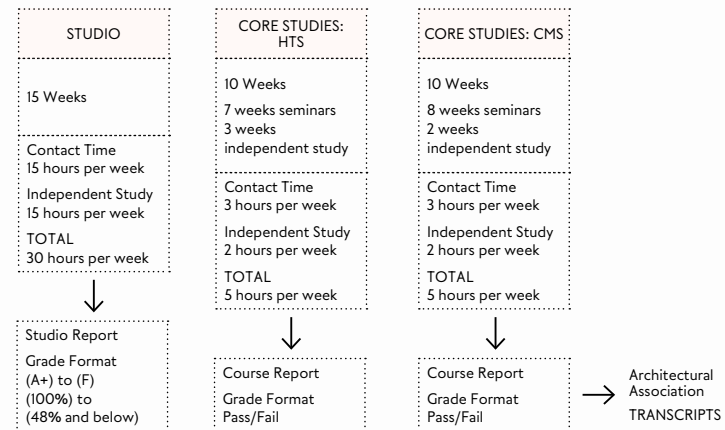 STUDIO
15 Weeks
Contact Time
15 hours per week
Independent Study
15 hours per week
TOTAL
30 hours per week
Studio Report
Grade Format
(A+) to (F)
(100%) to
(48% and below)
CORE STUDIES:
HTS
10 Weeks
7 weeks seminars
3 weeks
independent study
Contact Time
3 hours per week
Independent Study
2 hours per week
TOTAL
5 hours per week
Course Report
Grade Format
Pass/Fail
CORE STUDIES: CMS
10 Weeks
8 weeks seminars
2 weeks
independent study
Contact Time
3 hours per week
Independent Study
2 hours per week
TOTAL
5 hours per week
Course Report
Grade Format
Pass/Fail
Architectural
Association
TRANSCRIPTS